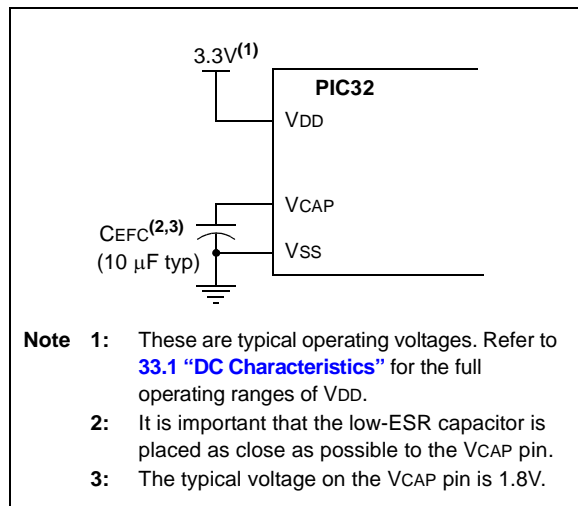 3.3V(1)
PIC32
VDD
VCAP
CEFC(2,3)
(10 μF typ)
VSS
Note 1: These are typical operating voltages. Refer to
33.1 “DC Characteristics” for the full
operating ranges of VDD.
2: It is important that the low-ESR capacitor is
placed as close as possible to the VCAP pin.
3: The typical voltage on the VCAP pin is 1.8V.